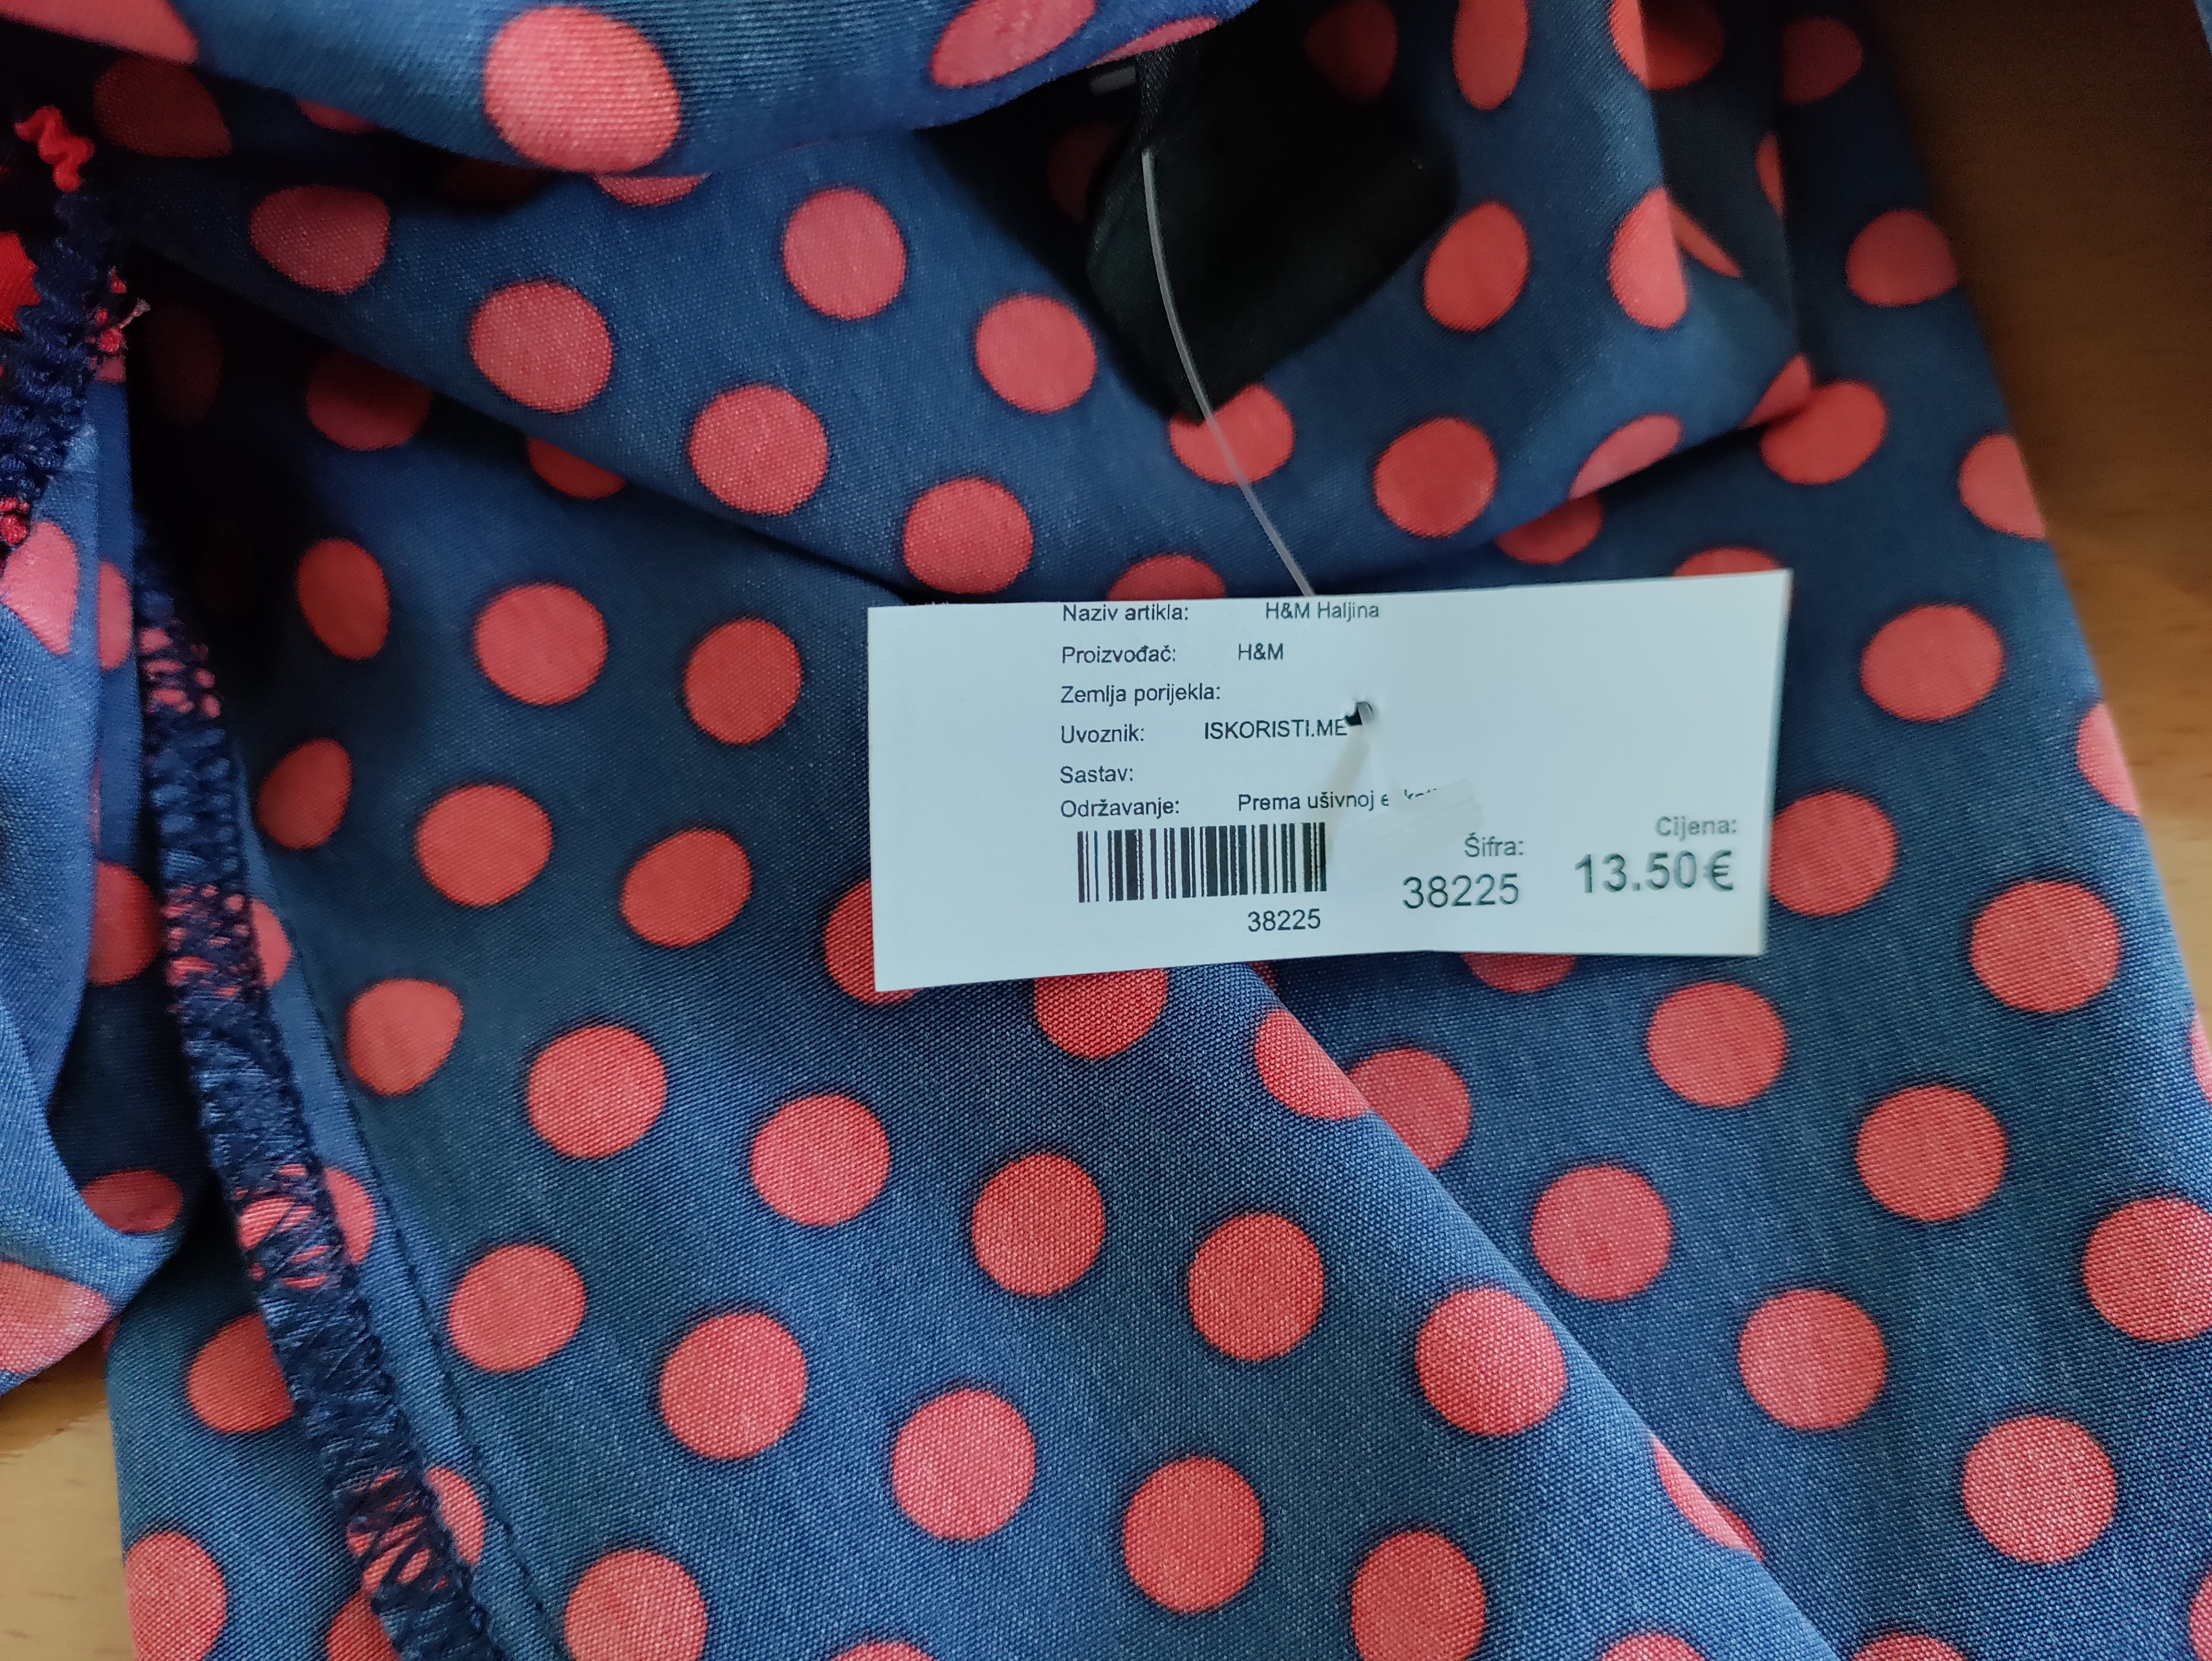 Naziv artikla: H&M Haljina
Proizvođač: H&M
Zemlja porijekla:
Uvoznik: ISKORISTI.ME
Sastav:
Održavanje: Prema ušivnoj
38225
Šifra:
38225
Cijena:
13.50€